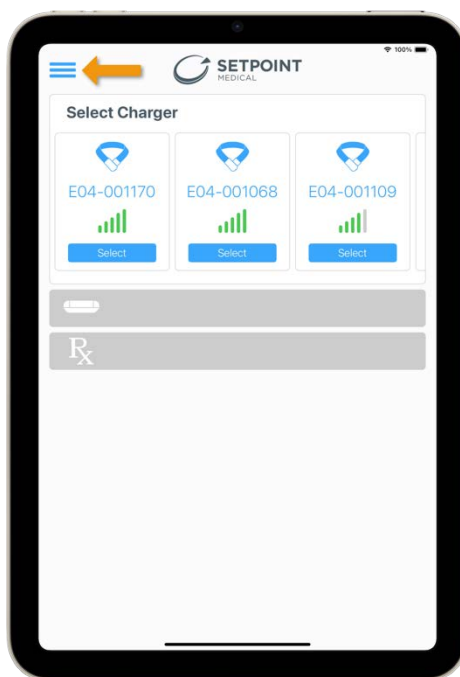 100%
SETPOINT
MEDICAL
Select Charger
E04-001170 E04-001068 E04-001109
Select Select Select
Rx